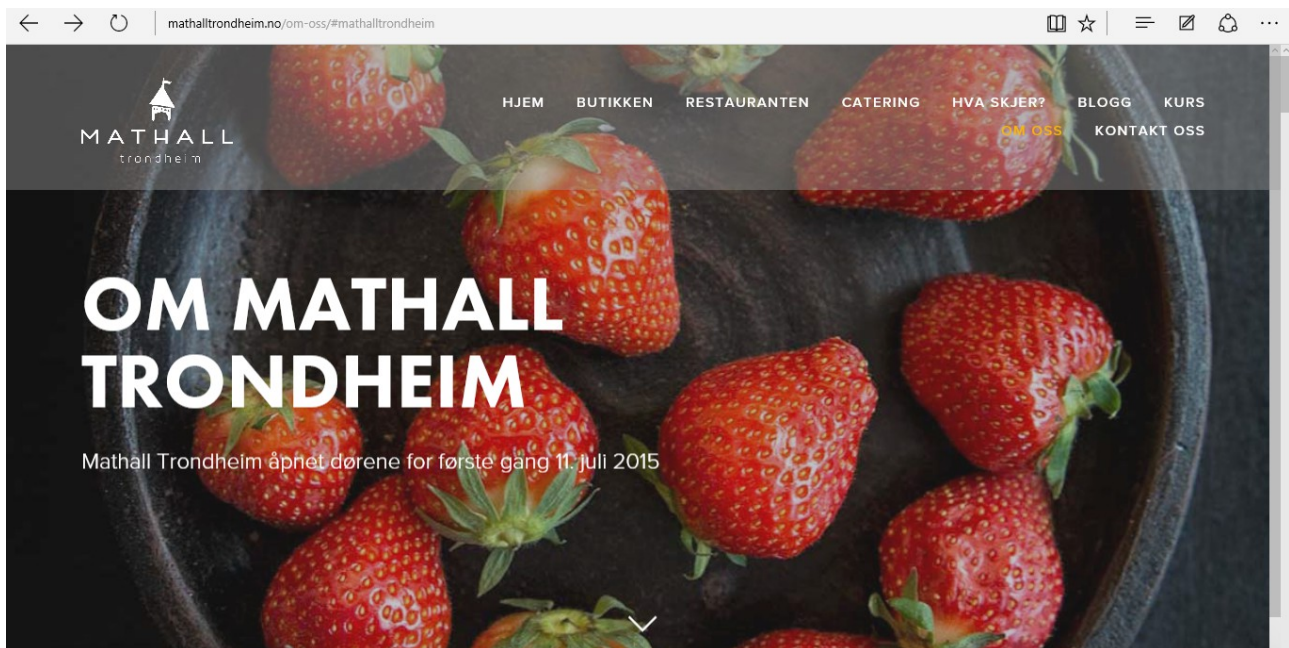 mathalltrondheim.no/om-oss/#mathalltrondheim
MATHALL
trondheim
HJEM BUTIKKEN RESTAURANTEN CATERING HVA SKJER? BLOGG KURS
OM OSS KONTAKT OSS
OM MATHALL
TRONDHEIM
Mathall Trondheim åpnet dørene for første gang 11. juli 2015